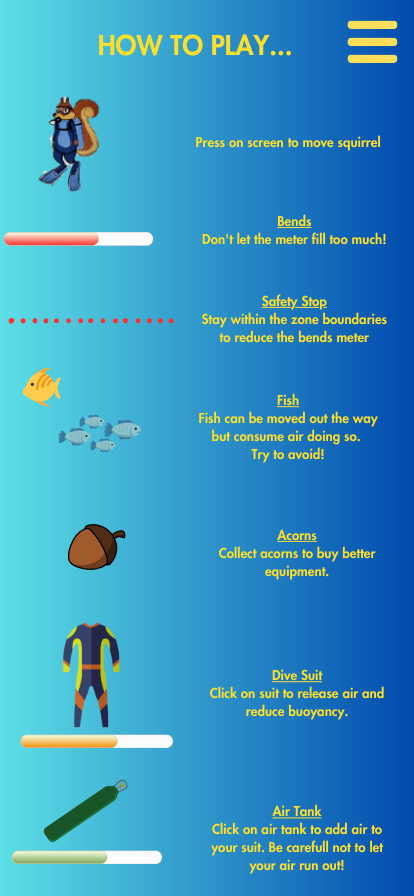 HOW TO PLAY...
Press on screen to move squirrel
Bends
Don't let the meter fill too much!
Safety Stop
Stay within the zone boundaries
to reduce the bends meter
Fish
Fish can be moved out the way
but consume air doing so.
Try to avoid!
Acorns
Collect acorns to buy better
equipment.
Dive Suit
Click on suit to release air and
reduce buoyancy.
Air Tank
Click on air tank to add air to
your suit. Be carefull not to let
your air run out!